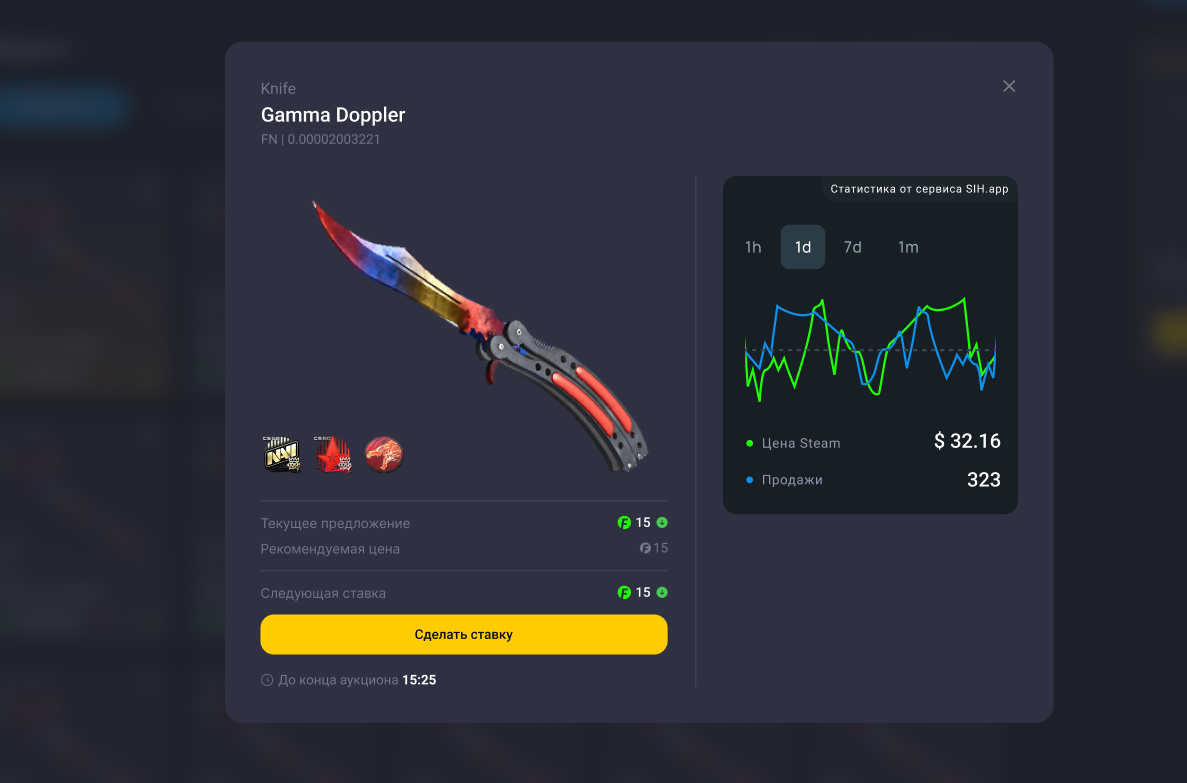 Knife
Gamma Doppler
FN | 0.00002003221
Статистика от сервиса SIH.app
1h 1d 7d 1m
Цена Steam $ 32.16
Продажи 323
Текущее предложение 15
Рекомендуемая цена 15
Следующая ставка 15
Сделать ставку
До конца аукциона 15:25